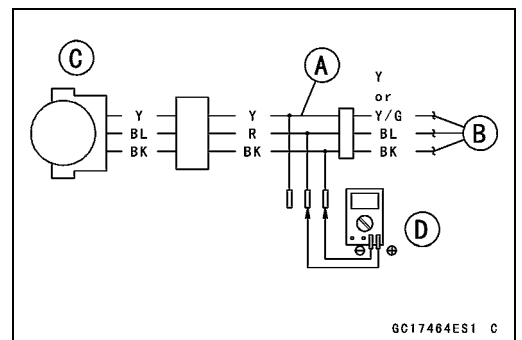 C
A
Y
or
Y Y Y/G
BL R BL
BK BK BK
B
D
⊖ ⊕
GC17464ES1 C